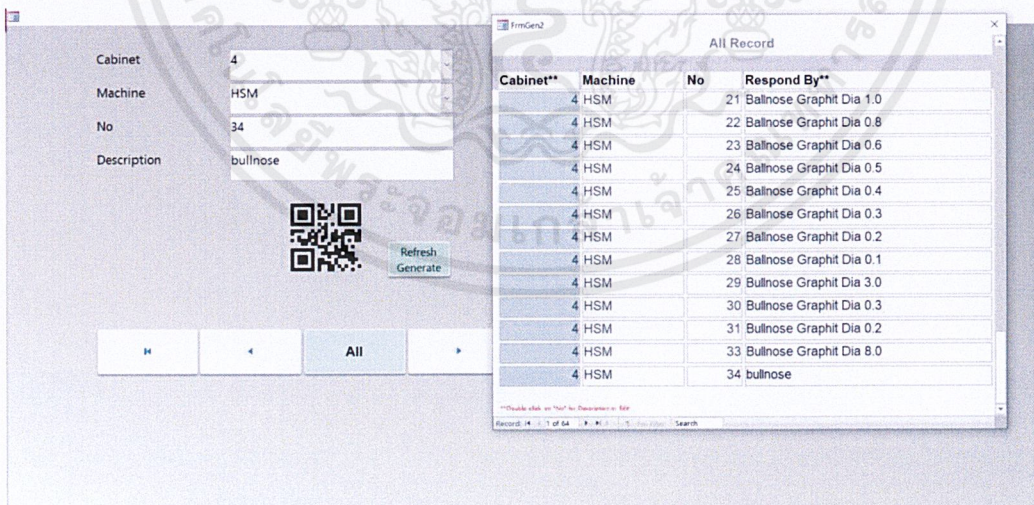 Cabinet 4
Machine HSM
No 34
Description bullnose
Refresh
Generate
All
FrmGen2
All Record
Cabinet** Machine No Respond By**
4 HSM 21 Ballnose Graphit Dia 1.0
4 HSM 22 Ballnose Graphit Dia 0.8
4 HSM 23 Ballnose Graphit Dia 0.6
4 HSM 24 Ballnose Graphit Dia 0.5
4 HSM 25 Ballnose Graphit Dia 0.4
4 HSM 26 Ballnose Graphit Dia 0.3
4 HSM 27 Ballnose Graphit Dia 0.2
4 HSM 28 Ballnose Graphit Dia 0.1
4 HSM 29 Bullnose Graphit Dia 3.0
4 HSM 30 Bullnose Graphit Dia 0.3
4 HSM 31 Bullnose Graphit Dia 0.2
4 HSM 33 Bullnose Graphit Dia 8.0
4 HSM 34 bullnose
**Double click on "No" for
Record: 1 of 64 Search